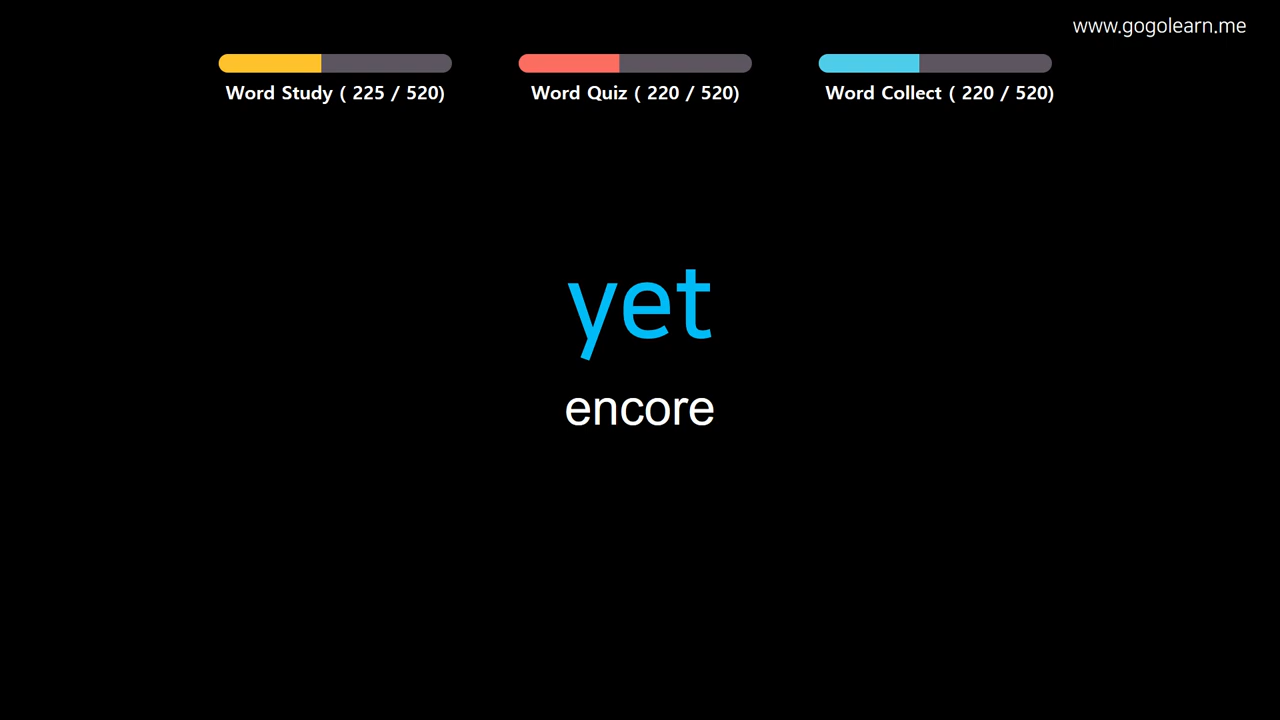 www.gogolearn.me
Word Study ( 225 / 520)
Word Quiz ( 220 / 520)
Word Collect ( 220 / 520)
yet
encore